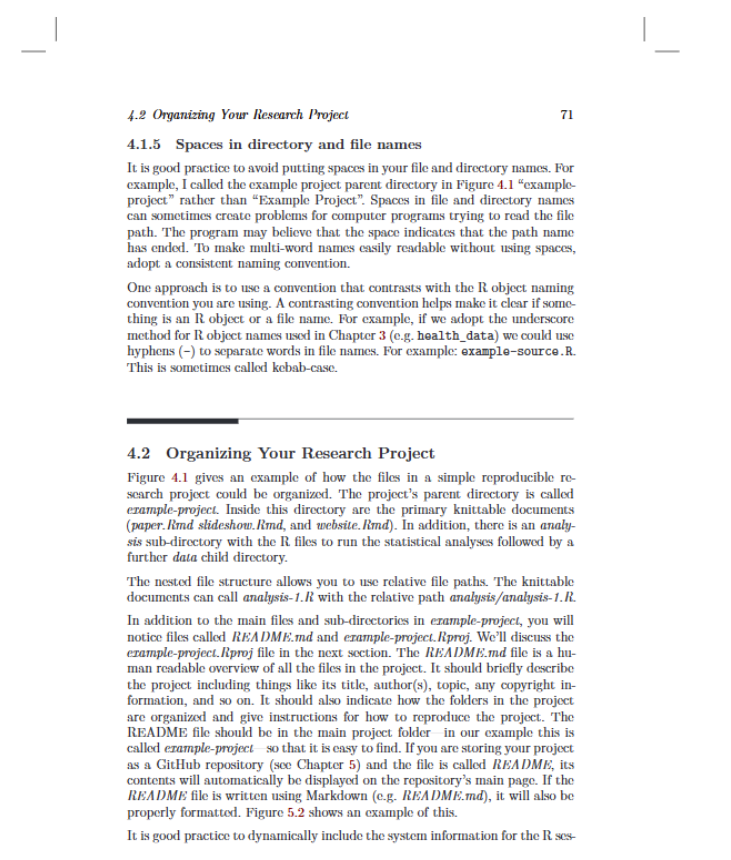 4.2 Organizing Your Research Project 71
4.1.5 Spaces in directory and file names
It is good practice to avoid putting spaces in your file and directory names. For
example, I called the example project parent directory in Figure 4.1 “example-
project” rather than “Example Project”. Spaces in file and directory names
can sometimes create problems for computer programs trying to read the file
path. The program may believe that the space indicates that the path name
has ended. To make multi-word names easily readable without using spaces,
adopt a consistent naming convention.
One approach is to use a convention that contrasts with the R object naming
convention you are using. A contrasting convention helps make it clear if some-
thing is an R object or a file name. For example, if we adopt the underscore
method for R object names used in Chapter 3 (e.g. health_data) we could use
hyphens (-) to separate words in file names. For example: example-source.R.
This is sometimes called kebab-case.
4.2 Organizing Your Research Project
Figure 4.1 gives an example of how the files in a simple reproducible re-
search project could be organized. The project’s parent directory is called
example-project. Inside this directory are the primary knittable documents
(paper.Rmd slideshow.Rmd, and website.Rmd). In addition, there is an analy-
sis sub-directory with the R files to run the statistical analyses followed by a
further data child directory.
The nested file structure allows you to use relative file paths. The knittable
documents can call analysis-1.R with the relative path analysis/analysis-1.R.
In addition to the main files and sub-directories in example-project, you will
notice files called README.md and example-project.Rproj. We’ll discuss the
example-project.Rproj file in the next section. The README.md file is a hu-
man readable overview of all the files in the project. It should briefly describe
the project including things like its title, author(s), topic, any copyright in-
formation, and so on. It should also indicate how the folders in the project
are organized and give instructions for how to reproduce the project. The
README file should be in the main project folder—in our example this is
called example-project—so that it is easy to find. If you are storing your project
as a GitHub repository (see Chapter 5) and the file is called README, its
contents will automatically be displayed on the repository’s main page. If the
README file is written using Markdown (e.g. README.md), it will also be
properly formatted. Figure 5.2 shows an example of this.
It is good practice to dynamically include the system information for the R ses-